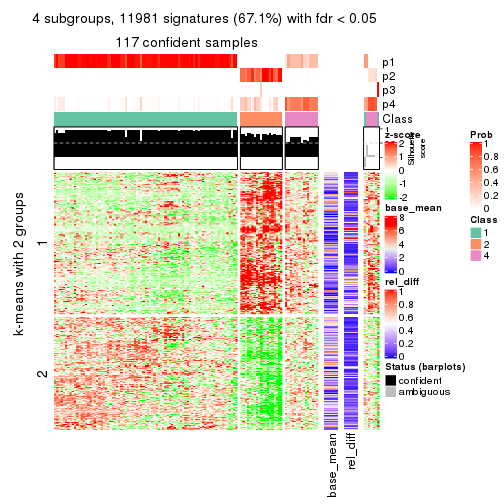 4 subgroups, 11981 signatures (67.1%) with fdr < 0.05
117 confident samples
p1
p2
p3
p4
Class
1
Silhouette
score
k-means with 2 groups
1
2
base_mean
rel_diff
z-score
2
1
0
-1
-2
base_mean
8
6
4
2
0
rel_diff
1
0.8
0.6
0.4
0.2
0
Status (barplots)
confident
ambiguous
Prob
1
0.8
0.6
0.4
0.2
0
Class
1
2
4